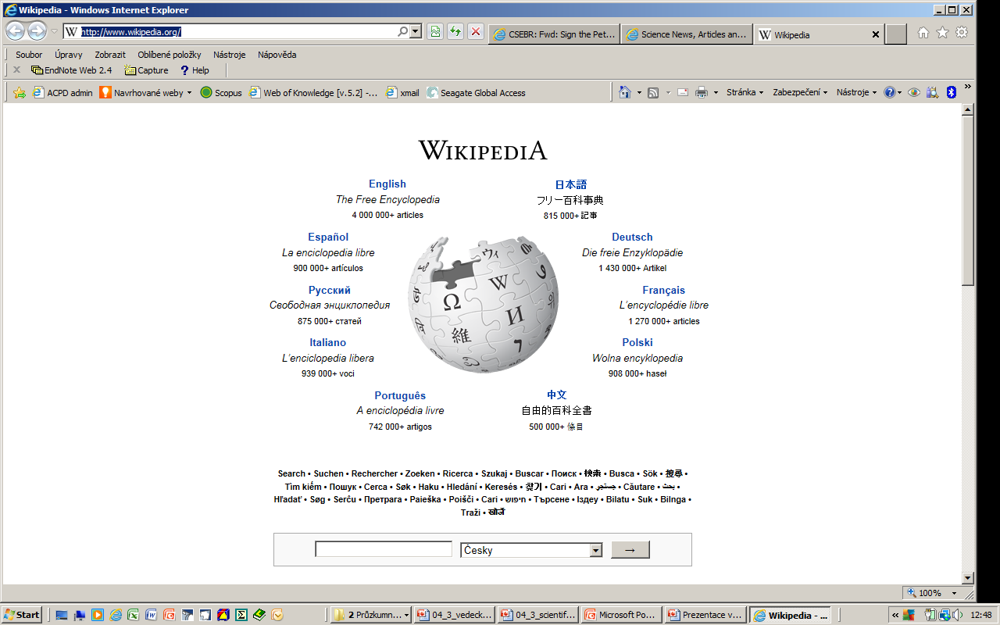 Wikipedia - Windows Internet Explorer
http://www.wikipedia.org/
CSEBR: Fwd: Sign the Pet...
Science News, Articles an...
Wikipedia
Soubor Úpravy Zobrazit Oblíbené položky Nástroje Nápověda
EndNote Web 2.4 Capture Help
ACPD admin Navrhované weby Scopus Web of Knowledge [v.5.2] -... xmail Seagate Global Access
Stránka Zabezpečení Nástroje
WIKIPEDIA
English
The Free Encyclopedia
4 000 000+ articles
日本語
フリー百科事典
815 000+ 記事
Español
La enciclopedia libre
900 000+ artículos
Deutsch
Die freie Enzyklopädie
1 430 000+ Artikel
Русский
Свободная энциклопедия
875 000+ статей
Français
L'encyclopédie libre
1 270 000+ articles
Italiano
L'enciclopedia libera
939 000+ voci
Polski
Wolna encyklopedia
908 000+ haseł
Português
A enciclopédia livre
742 000+ artigos
中文
自由的百科全書
500 000+ 條目
Ω W И 維
Search • Suchen • Rechercher • Zoeken • Ricerca • Szukaj • Buscar • Поиск • 検索 • Busca • Sök • 搜尋 •
Tìm kiếm • Пошук • Cerca • Søk • Haku • Hledání • Keresés • 찾기 • Cari • Ara • جستجو • Căutare • بحث •
Hľadať • Søg • Serĉu • Претрага • Paieška • Poišči • Cari • חיפוש • Търсене • Іздеу • Bilatu • Suk • Bilnga •
Traži • खोजें
Česky
→
100%
Start
2 Průzkumn...
04_3_vedeck...
04_3_scientif...
Microsoft Po...
Prezentace v...
Wikipedia - ...
12:48